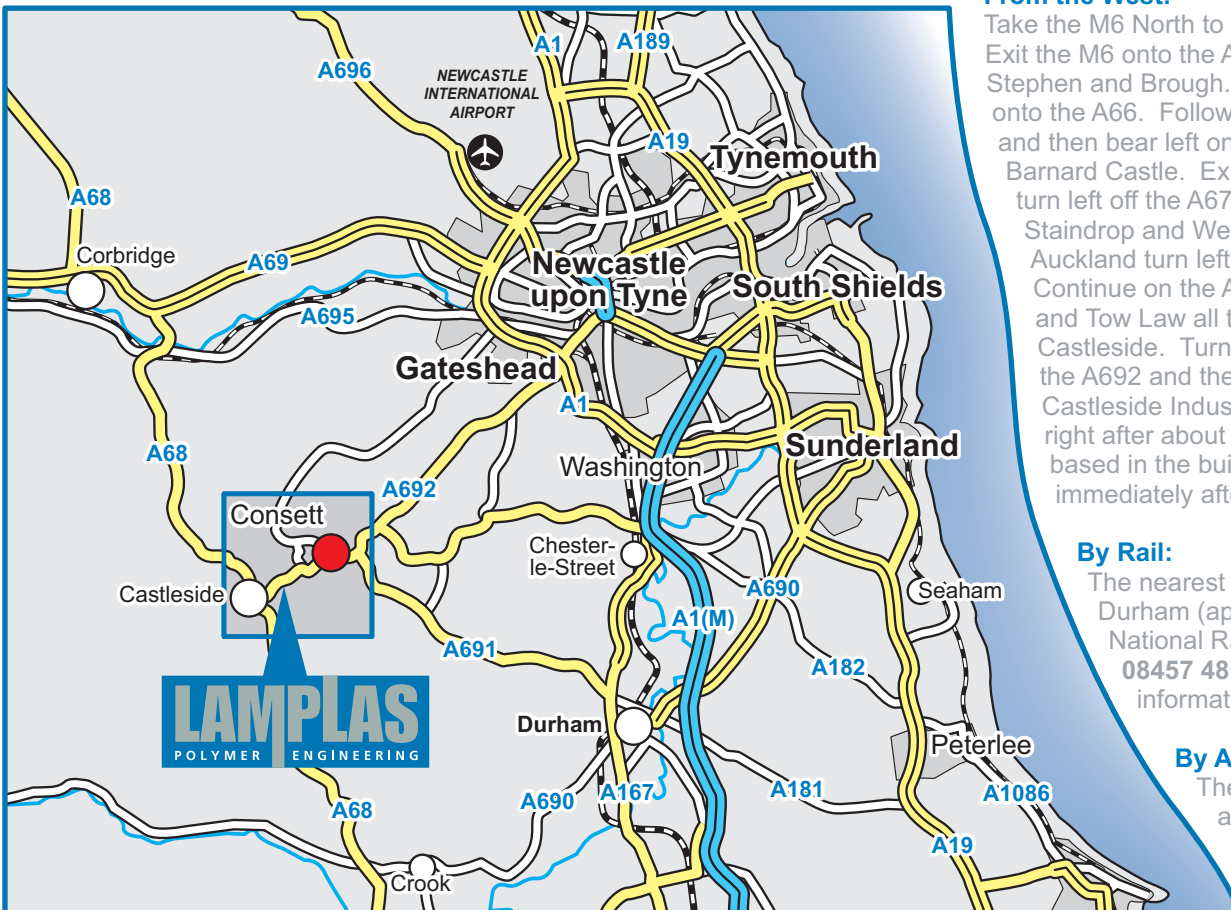 A1
A189
A696
NEWCASTLE
INTERNATIONAL
AIRPORT
A19
Tynemouth
A68
Corbridge
A69
Newcastle
upon Tyne
South Shields
A695
Gateshead
A1
A68
Sunderland
Washington
A692
Consett
Chester-
le-Street
Castleside
A690
Seaham
A1(M)
A691
A182
LAMPLAS
POLYMER ENGINEERING
Durham
Peterlee
A68
A690
A167
A181
A1086
A19
Crook
From the West:
Take the M6 North to
Exit the M6 onto the A
Stephen and Brough.
onto the A66. Follow
and then bear left on
Barnard Castle. Ex
turn left off the A67
Staindrop and We
Auckland turn left
Continue on the A
and Tow Law all t
Castleside. Turn
the A692 and the
Castleside Indus
right after about
based in the bui
immediately aft
By Rail:
The nearest
Durham (ap
National Ra
08457 48
informat
By A
The
a